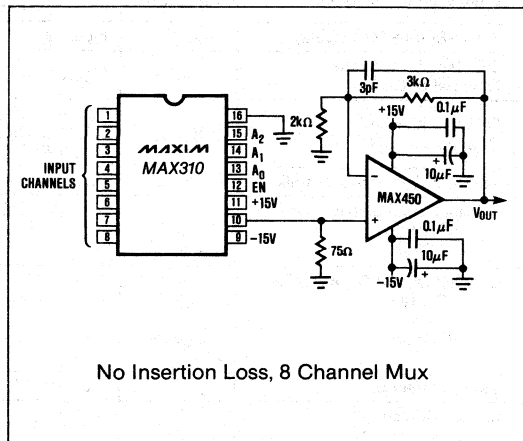 INPUT
CHANNELS
1
2
3
4
5
6
7
8
MAXIM
MAX310
16
15 A2
14 A1
13 A0
12 EN
11 +15V
10
9 -15V
75Ω
2kΩ
3pF
3kΩ
+15V
0.1μF
+
10μF
-
+
MAX450
VOUT
0.1μF
10μF
+
-15V
No Insertion Loss, 8 Channel Mux